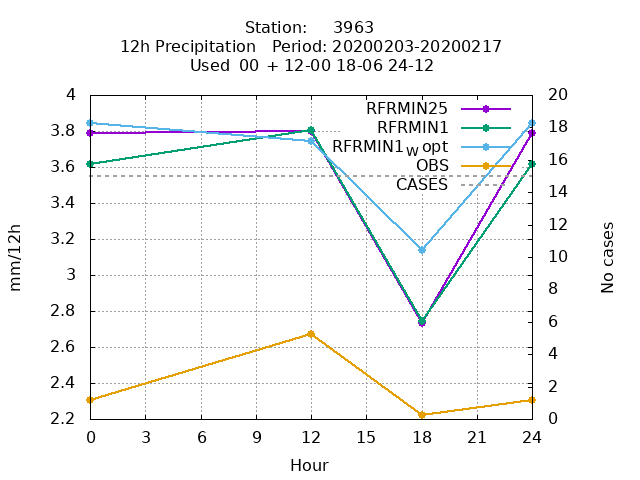 Station: 3963
12h Precipitation Period: 20200203-20200217
Used 00 + 12-00 18-06 24-12
4 20
RFRMIN25
3.8 18
RFRMIN1
RFRMIN1wopt
3.6 16
OBS
CASES
3.4 14
3.2 12
mm/12h
No cases
3 10
2.8 8
2.6 6
2.4 4
2.2 2
0
0 3 6 9 12 15 18 21 24
Hour